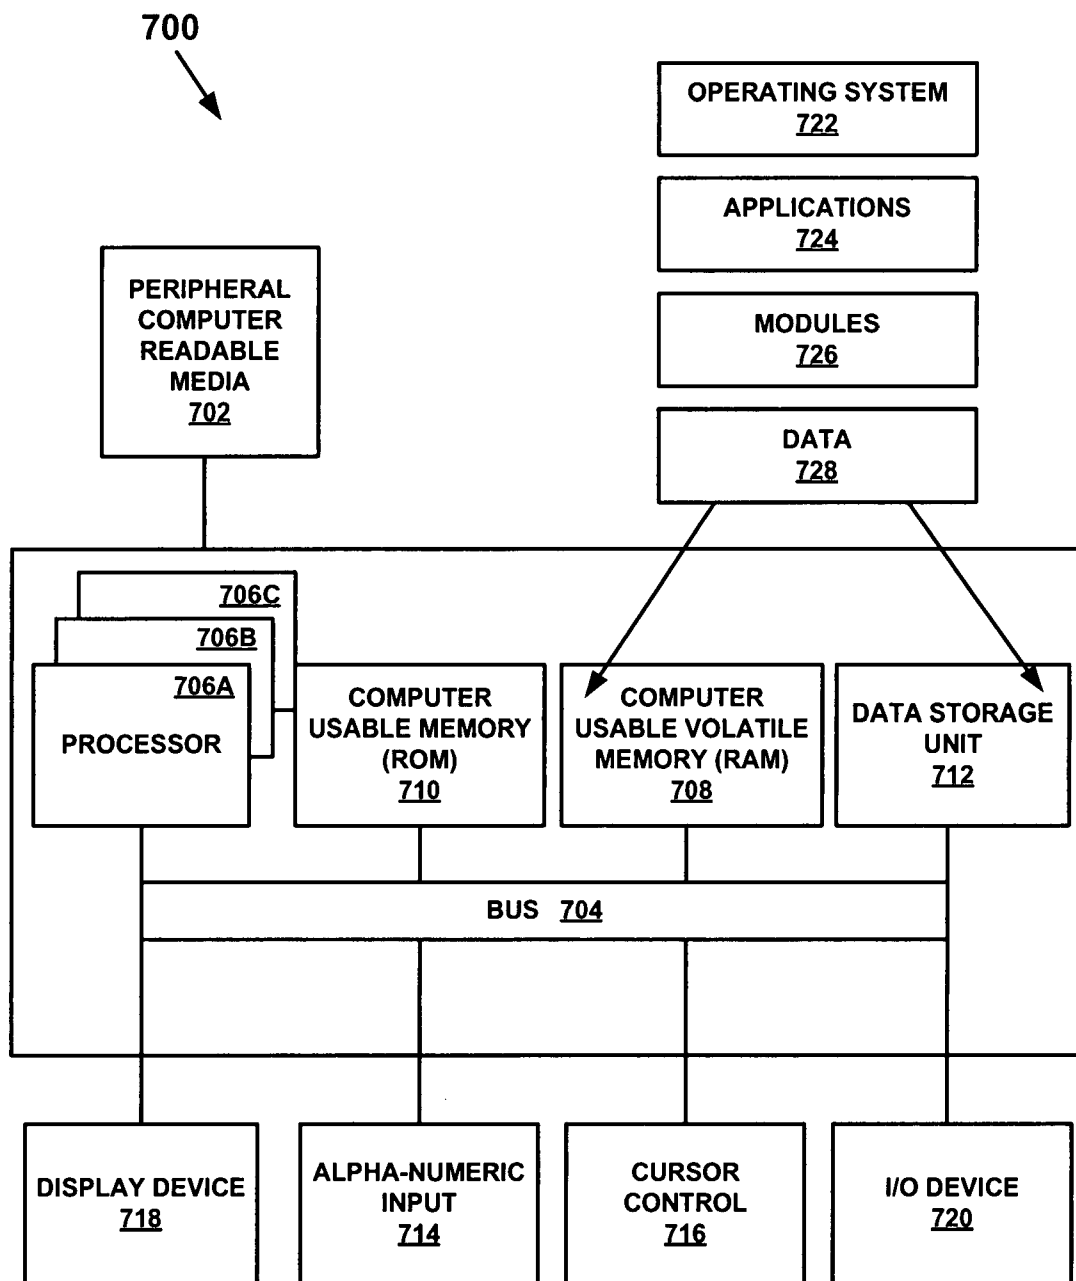 700
OPERATING SYSTEM
722
APPLICATIONS
724
MODULES
726
DATA
728
PERIPHERAL
COMPUTER
READABLE
MEDIA
702
706C
706B
706A
PROCESSOR
COMPUTER
USABLE MEMORY
(ROM)
710
COMPUTER
USABLE VOLATILE
MEMORY (RAM)
708
DATA STORAGE
UNIT
712
BUS 704
DISPLAY DEVICE
718
ALPHA-NUMERIC
INPUT
714
CURSOR
CONTROL
716
I/O DEVICE
720